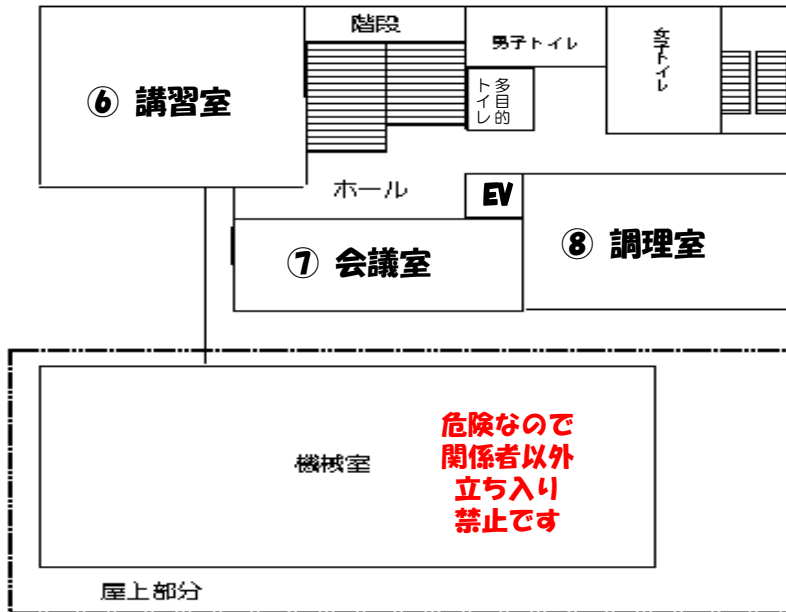 階段
男子トイレ
女子トイレ
多目的
トイレ
⑥ 講習室
ホール
EV
⑦ 会議室
⑧ 調理室
機械室
危険なので
関係者以外
立ち入り
禁止です
屋上部分